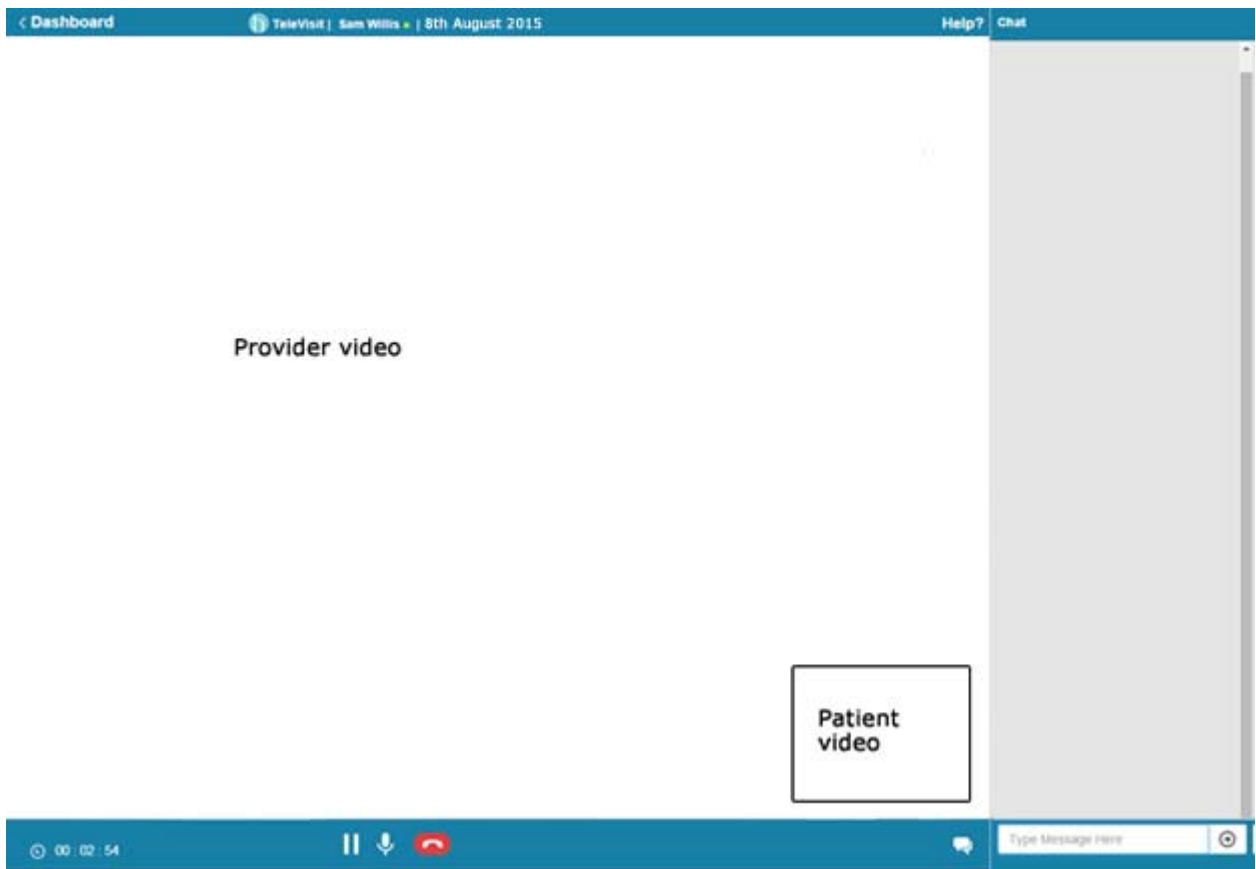 < Dashboard
TeleVisit | Sam Willis | 8th August 2015
Help?
Chat
Provider video
Patient
video
00 : 02 : 54
Type Message Here